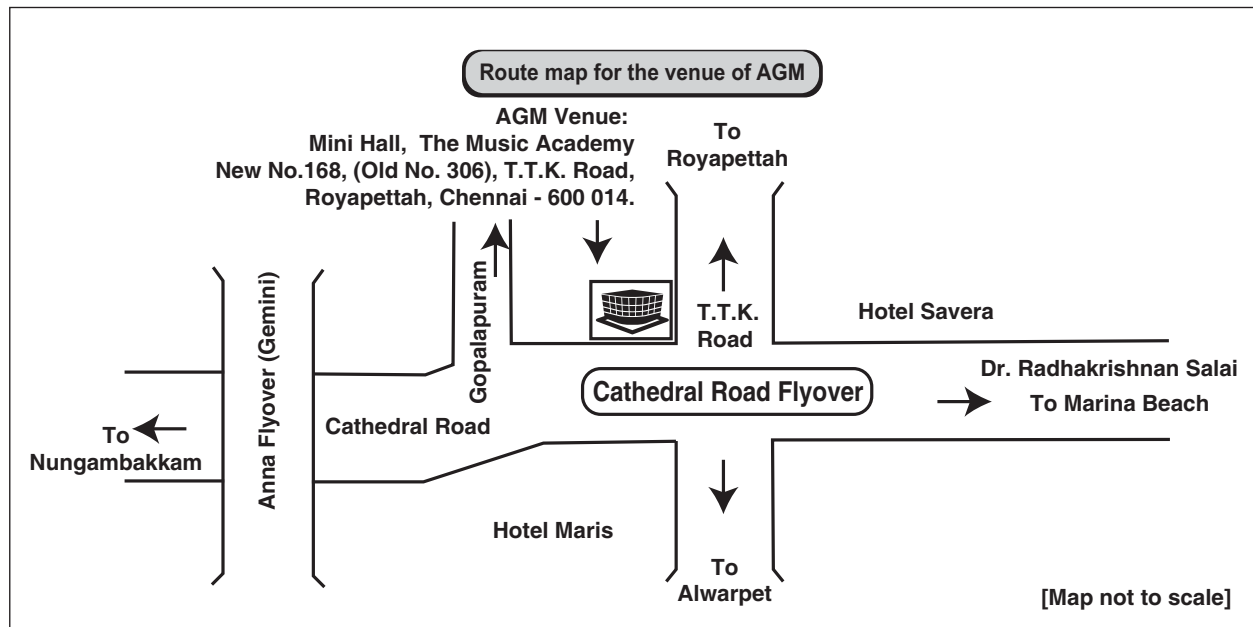 Route map for the venue of AGM
AGM Venue:
Mini Hall, The Music Academy
New No.168, (Old No. 306), T.T.K. Road,
Royapettah, Chennai - 600 014.
To
Royapettah
Anna Flyover (Gemini)
Gopalapuram
T.T.K.
Road
Hotel Savera
Dr. Radhakrishnan Salai
To Marina Beach
Cathedral Road Flyover
Cathedral Road
To
Nungambakkam
Hotel Maris
To
Alwarpet
[Map not to scale]